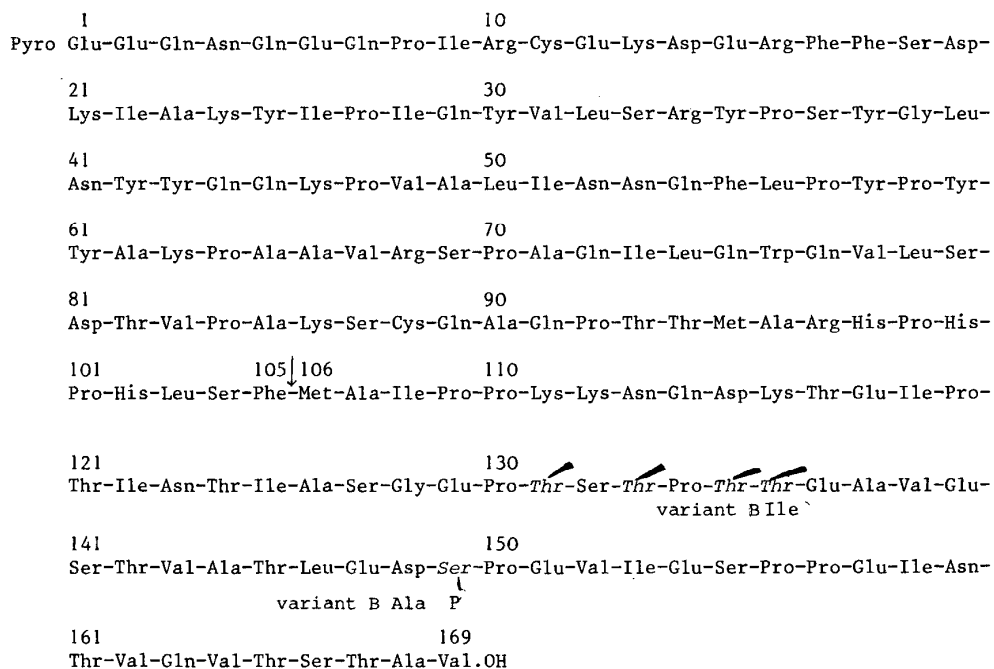 1 10
Pyro Glu-Glu-Gln-Asn-Gln-Glu-Gln-Pro-Ile-Arg-Cys-Glu-Lys-Asp-Glu-Arg-Phe-Phe-Ser-Asp-
21 30
Lys-Ile-Ala-Lys-Tyr-Ile-Pro-Ile-Gln-Tyr-Val-Leu-Ser-Arg-Tyr-Pro-Ser-Tyr-Gly-Leu-
41 50
Asn-Tyr-Tyr-Gln-Gln-Lys-Pro-Val-Ala-Leu-Ile-Asn-Asn-Gln-Phe-Leu-Pro-Tyr-Pro-Tyr-
61 70
Tyr-Ala-Lys-Pro-Ala-Ala-Val-Arg-Ser-Pro-Ala-Gln-Ile-Leu-Gln-Trp-Gln-Val-Leu-Ser-
81 90
Asp-Thr-Val-Pro-Ala-Lys-Ser-Cys-Gln-Ala-Gln-Pro-Thr-Thr-Met-Ala-Arg-His-Pro-His-
101 105↓106 110
Pro-His-Leu-Ser-Phe-Met-Ala-Ile-Pro-Pro-Lys-Lys-Asn-Gln-Asp-Lys-Thr-Glu-Ile-Pro-
121 130
Thr-Ile-Asn-Thr-Ile-Ala-Ser-Gly-Glu-Pro-Thr-Ser-Thr-Pro-Thr-Thr-Glu-Ala-Val-Glu-
variant B Ile
141 150
Ser-Thr-Val-Ala-Thr-Leu-Glu-Asp-Ser-Pro-Glu-Val-Ile-Glu-Ser-Pro-Pro-Glu-Ile-Asn-
variant B Ala P
161 169
Thr-Val-Gln-Val-Thr-Ser-Thr-Ala-Val.OH